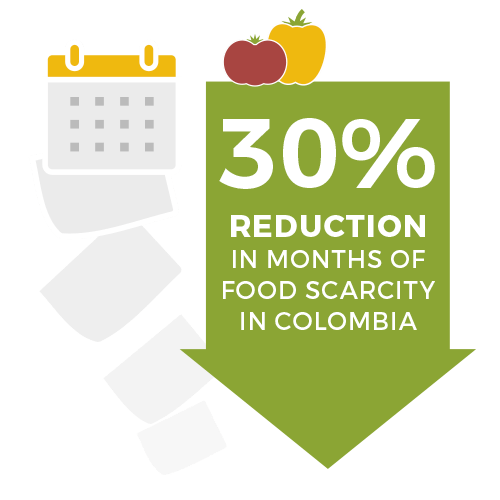 30%
REDUCTION
IN MONTHS OF
FOOD SCARCITY
IN COLOMBIA